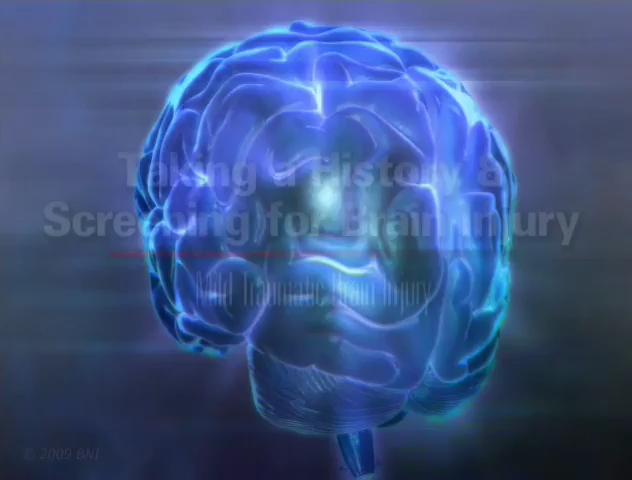 Taking a History &
Screening for Brain Injury
Mild Traumatic Brain Injury
© 2009 BNI